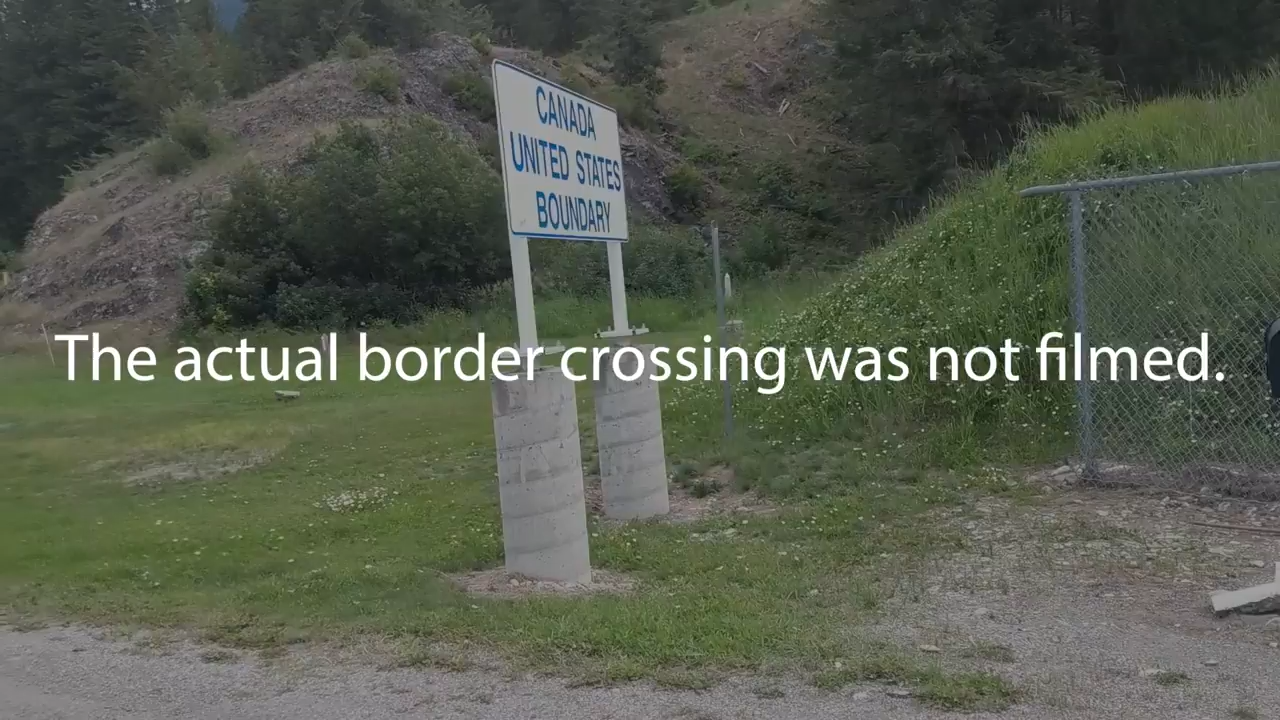 CANADA
UNITED STATES
BOUNDARY
The actual border crossing was not filmed.